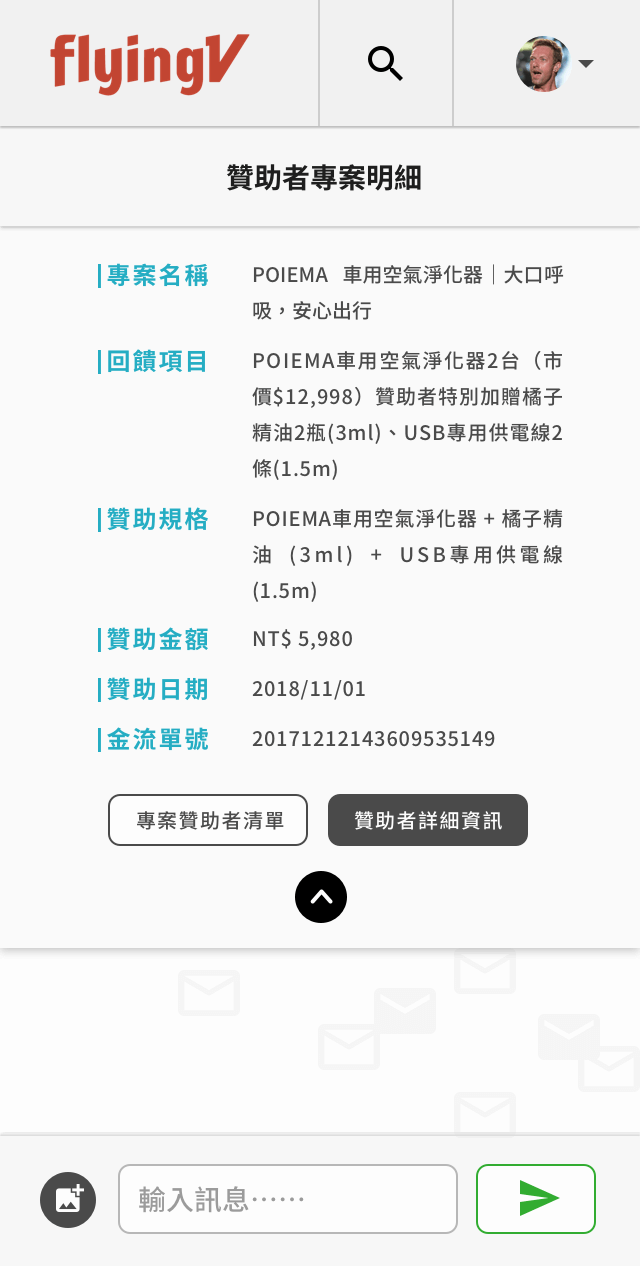 flyingV
贊助者專案明細
專案名稱
POIEMA 車用空氣淨化器｜大口呼
吸，安心出行
回饋項目
POIEMA車用空氣淨化器2台（市
價$12,998）贊助者特別加贈橘子
精油2瓶(3ml)、USB專用供電線2
條(1.5m)
贊助規格
POIEMA車用空氣淨化器 + 橘子精
油 (3ml) + USB專用供電線
(1.5m)
贊助金額
NT$ 5,980
贊助日期
2018/11/01
金流單號
20171212143609535149
專案贊助者清單
贊助者詳細資訊
輸入訊息⋯⋯